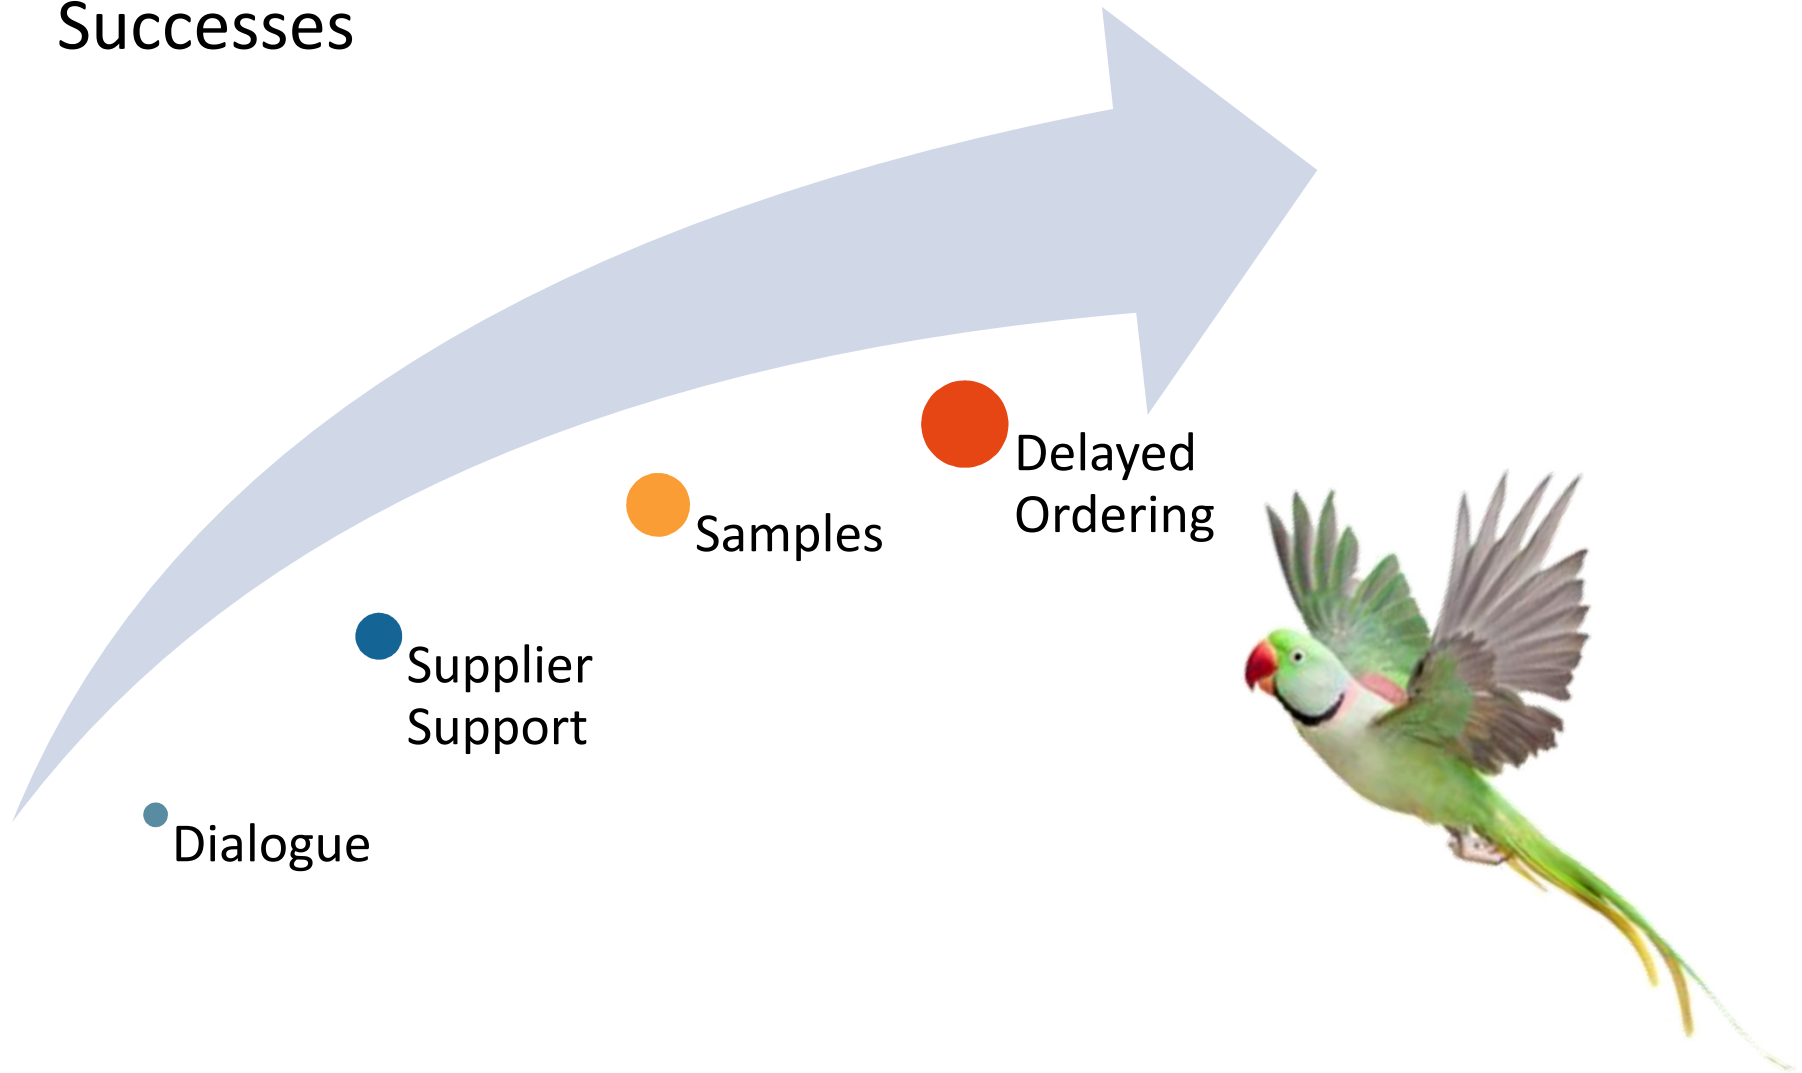 Successes
Delayed
Ordering
Samples
Supplier
Support
Dialogue